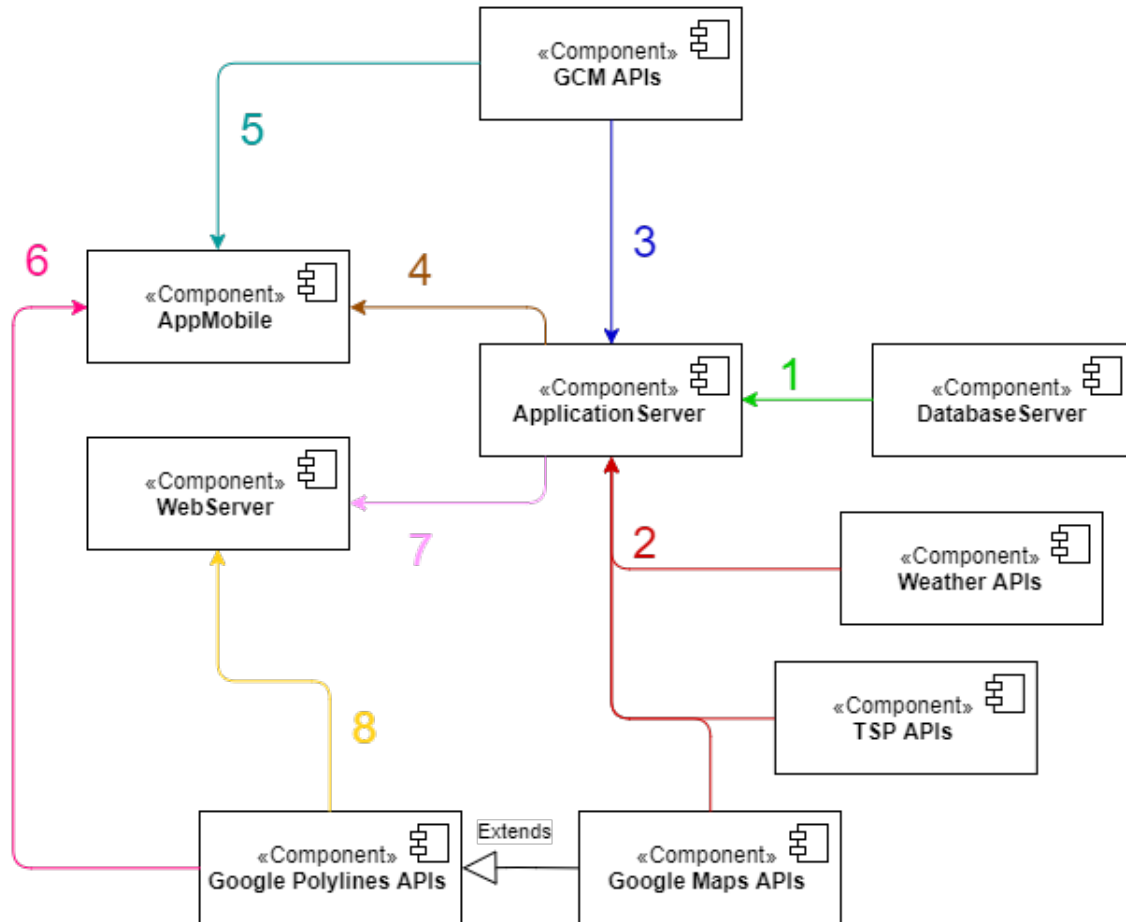 «Component»
GCM APIs
5
3
6
4
«Component»
AppMobile
«Component»
ApplicationServer
1
«Component»
DatabaseServer
«Component»
WebServer
7
2
«Component»
Weather APIs
«Component»
TSP APIs
8
«Component»
Google Polylines APIs
Extends
«Component»
Google Maps APIs